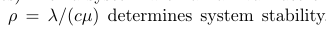 ρ = λ/(cμ) determines system stability.